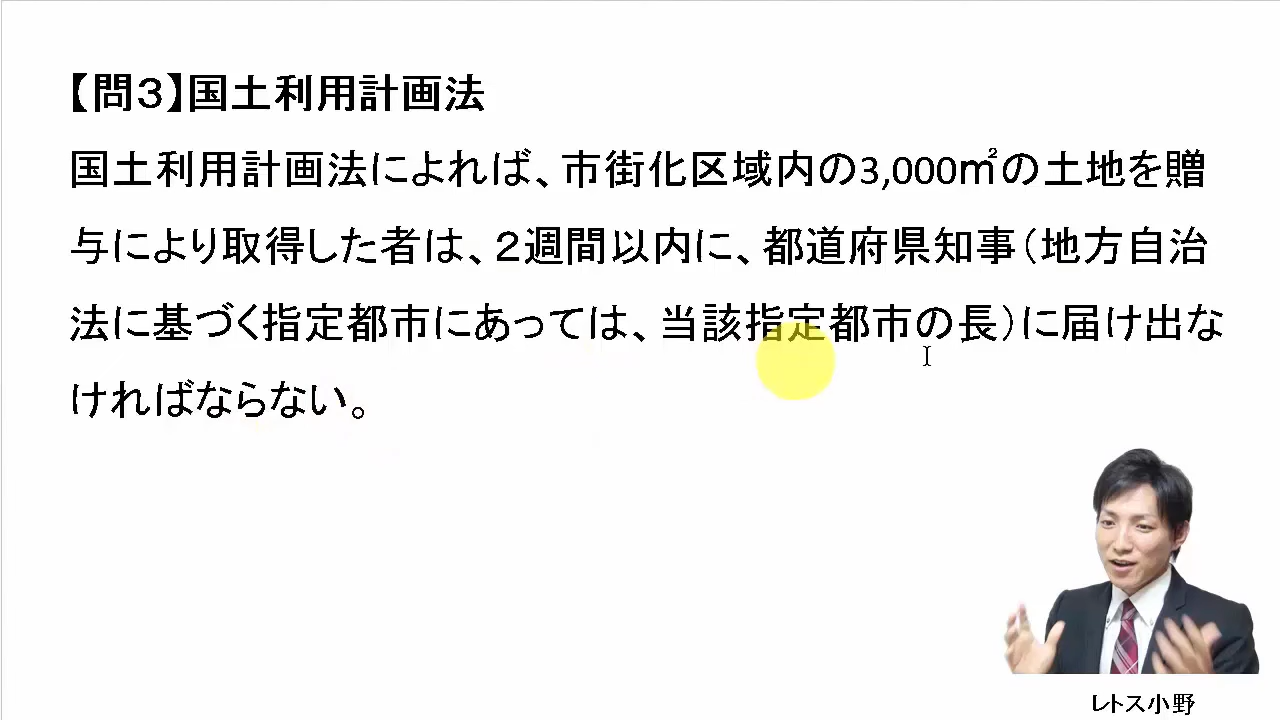 【問３】国土利用計画法
国土利用計画法によれば、市街化区域内の3,000㎡の土地を贈
与により取得した者は、２週間以内に、都道府県知事（地方自治
法に基づく指定都市にあっては、当該指定都市の長）に届け出な
ければならない。
レトス小野